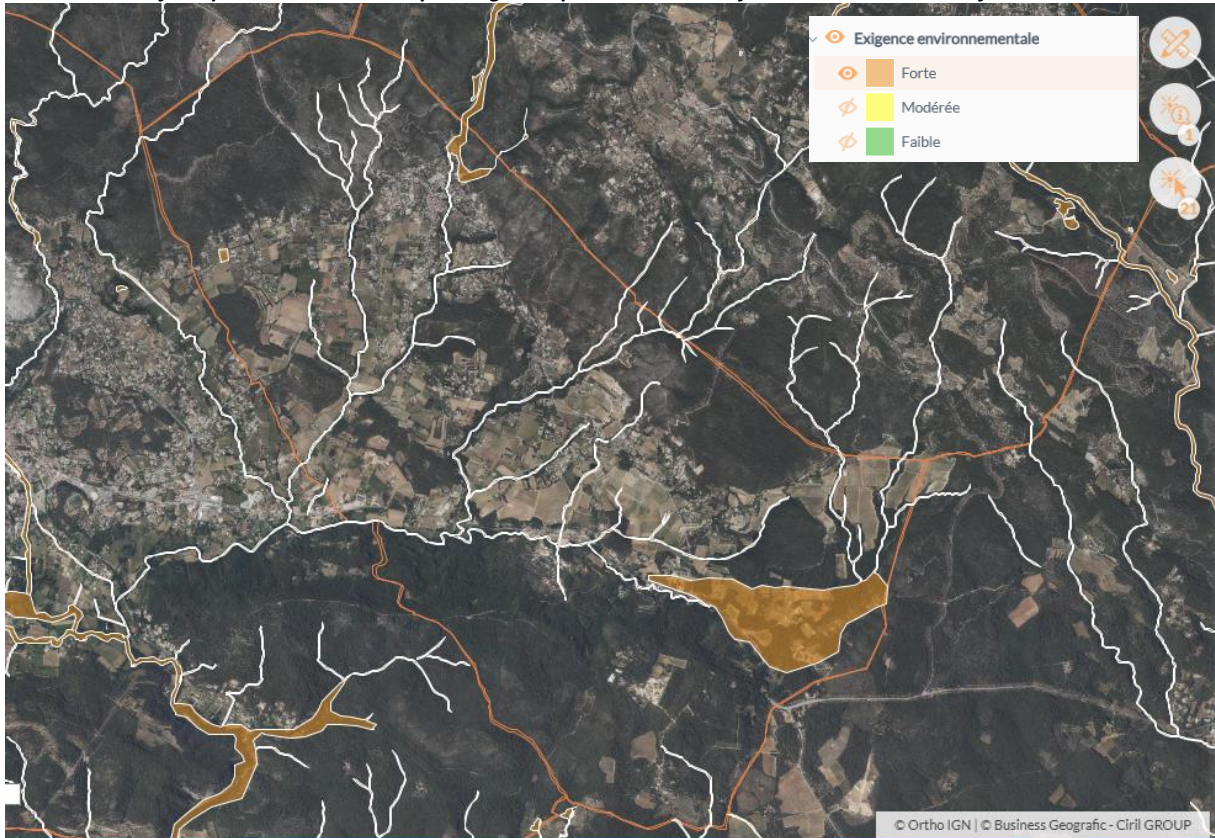 Exigence environnementale
Forte
Modérée
Faible
1
21
© Ortho IGN | © Business Geografic - Ciril GROUP